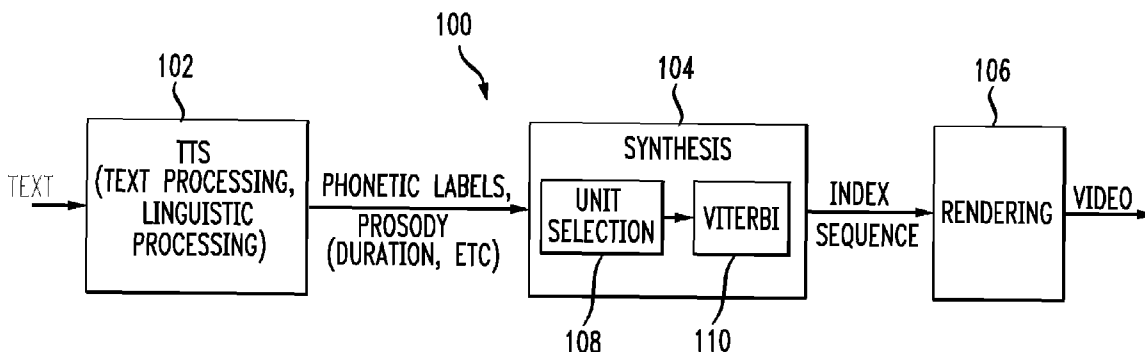 100
102
104
106
TTS
(TEXT PROCESSING,
LINGUISTIC
PROCESSING)
TEXT
PHONETIC LABELS,
PROSODY
(DURATION, ETC)
SYNTHESIS
UNIT
SELECTION
VITERBI
INDEX
SEQUENCE
RENDERING
VIDEO
108
110